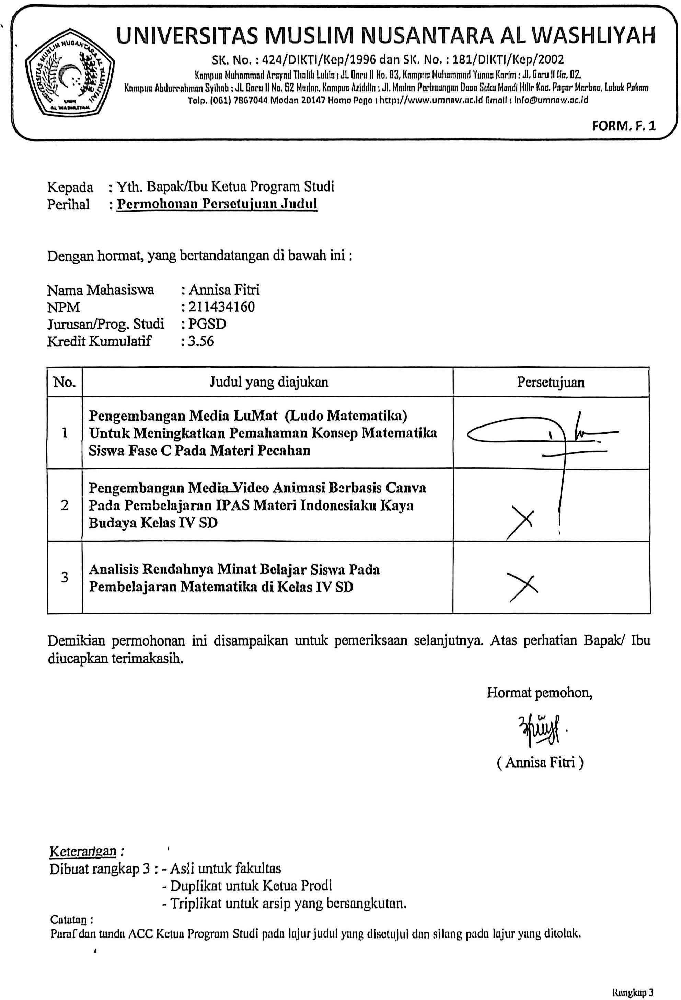 UNIVERSITAS MUSLIM NUSANTARA AL WASHLIYAH
SK. No. : 424/DIKTI/Kep/1996 dan SK. No. : 181/DIKTI/Kep/2002
Kampus Muhammad Arsyad Thalib Lubis : Jl. Garu II No. 93, Kampus Muhammad Yunus Karim : Jl. Garu II No. 02,
Kampus Abdurrahman Syihab : Jl. Garu II No. 52 Medan, Kampus Aziddin : Jl. Medan Perbaungan Desa Suka Mandi Hilir Kec. Pagar Merbau, Lubuk Pakam
Telp. (061) 7867044 Medan 20147 Home Page : http://www.umnaw.ac.id Email : info@umnaw.ac.id
FORM. F. 1
UNIVERSITAS MUSLIM NUSANTARA AL WASHLIYAH
UMN
AL WASHLIYAH
Kepada : Yth. Bapak/Ibu Ketua Program Studi
Perihal : Permohonan Persetujuan Judul
Dengan hormat, yang bertandatangan di bawah ini :
Nama Mahasiswa : Annisa Fitri
NPM : 211434160
Jurusan/Prog. Studi : PGSD
Kredit Kumulatif : 3.56
No. Judul yang diajukan Persetujuan
1 Pengembangan Media LuMat (Ludo Matematika)
Untuk Meningkatkan Pemahaman Konsep Matematika
Siswa Fase C Pada Materi Pecahan
2 Pengembangan Media Video Animasi Berbasis Canva
Pada Pembelajaran IPAS Materi Indonesiaku Kaya
Budaya Kelas IV SD
3 Analisis Rendahnya Minat Belajar Siswa Pada
Pembelajaran Matematika di Kelas IV SD
Demikian permohonan ini disampaikan untuk pemeriksaan selanjutnya. Atas perhatian Bapak/ Ibu
diucapkan terimakasih.
Hormat pemohon,
( Annisa Fitri )
Keterangan :
Dibuat rangkap 3 : - Asli untuk fakultas
- Duplikat untuk Ketua Prodi
- Triplikat untuk arsip yang bersangkutan.
Catatan :
Paraf dan tanda ACC Ketua Program Studi pada lajur judul yang disetujui dan silang pada lajur yang ditolak.
Rangkap 3